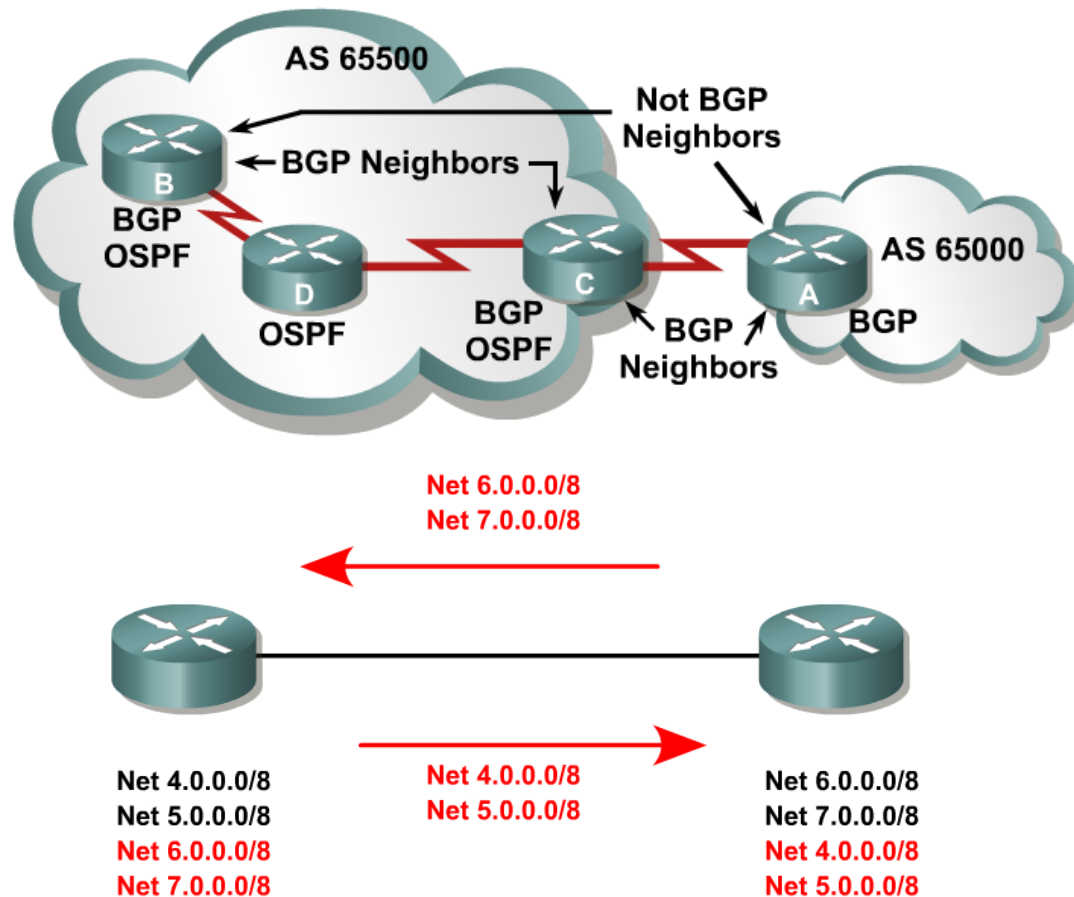 AS 65500
Not BGP
Neighbors
BGP Neighbors
B
BGP
OSPF
D
OSPF
C
BGP
OSPF
AS 65000
A
BGP
BGP
Neighbors
Net 6.0.0.0/8
Net 7.0.0.0/8
Net 4.0.0.0/8
Net 5.0.0.0/8
Net 6.0.0.0/8
Net 7.0.0.0/8
Net 4.0.0.0/8
Net 5.0.0.0/8
Net 6.0.0.0/8
Net 7.0.0.0/8
Net 4.0.0.0/8
Net 5.0.0.0/8